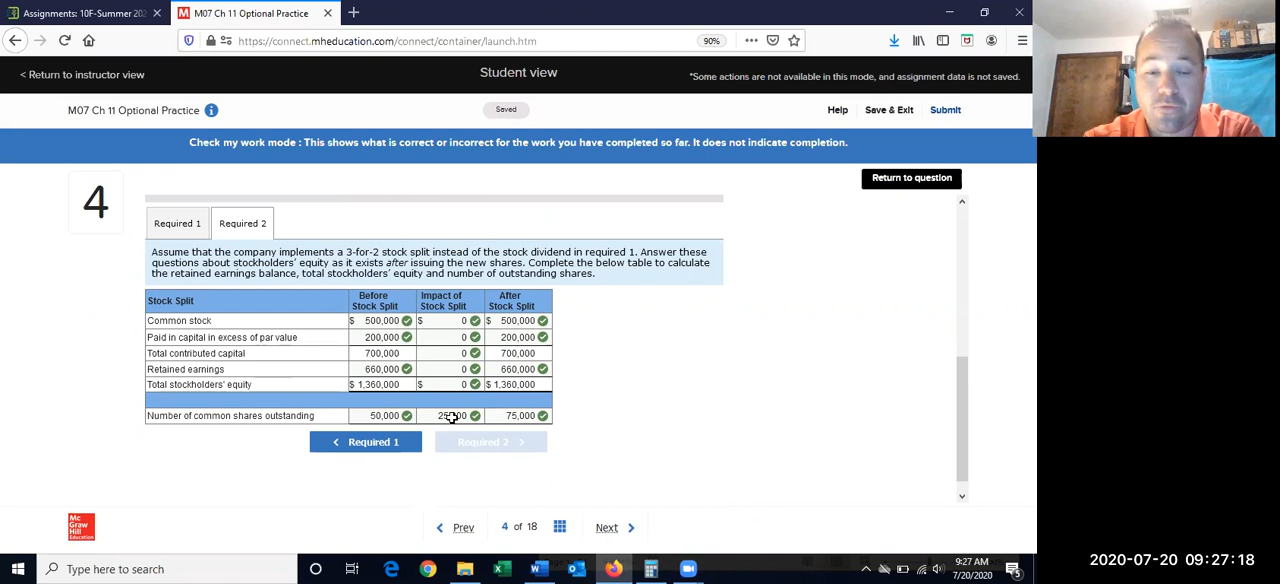 Assignments: 10F-Summer 202
M07 Ch 11 Optional Practice
https://connect.mheducation.com/connect/container/launch.htm
90%
< Return to instructor view
Student view
*Some actions are not available in this mode, and assignment data is not saved.
M07 Ch 11 Optional Practice
Saved
Help
Save & Exit
Submit
Check my work mode : This shows what is correct or incorrect for the work you have completed so far. It does not indicate completion.
Return to question
4
Required 1
Required 2
Assume that the company implements a 3-for-2 stock split instead of the stock dividend in required 1. Answer these
questions about stockholders' equity as it exists after issuing the new shares. Complete the below table to calculate
the retained earnings balance, total stockholders' equity and number of outstanding shares.
Stock Split Before Stock Split Impact of Stock Split After Stock Split
Common stock $ 500,000 $ 0 $ 500,000
Paid in capital in excess of par value 200,000 0 200,000
Total contributed capital 700,000 0 700,000
Retained earnings 660,000 0 660,000
Total stockholders' equity $ 1,360,000 $ 0 $ 1,360,000
Number of common shares outstanding 50,000 75,000
< Required 1
Required 2 >
Mc
Graw
Hill
Education
< Prev
4 of 18
Next >
Type here to search
9:27 AM
7/20/2020
5
2020-07-20 09:27:18